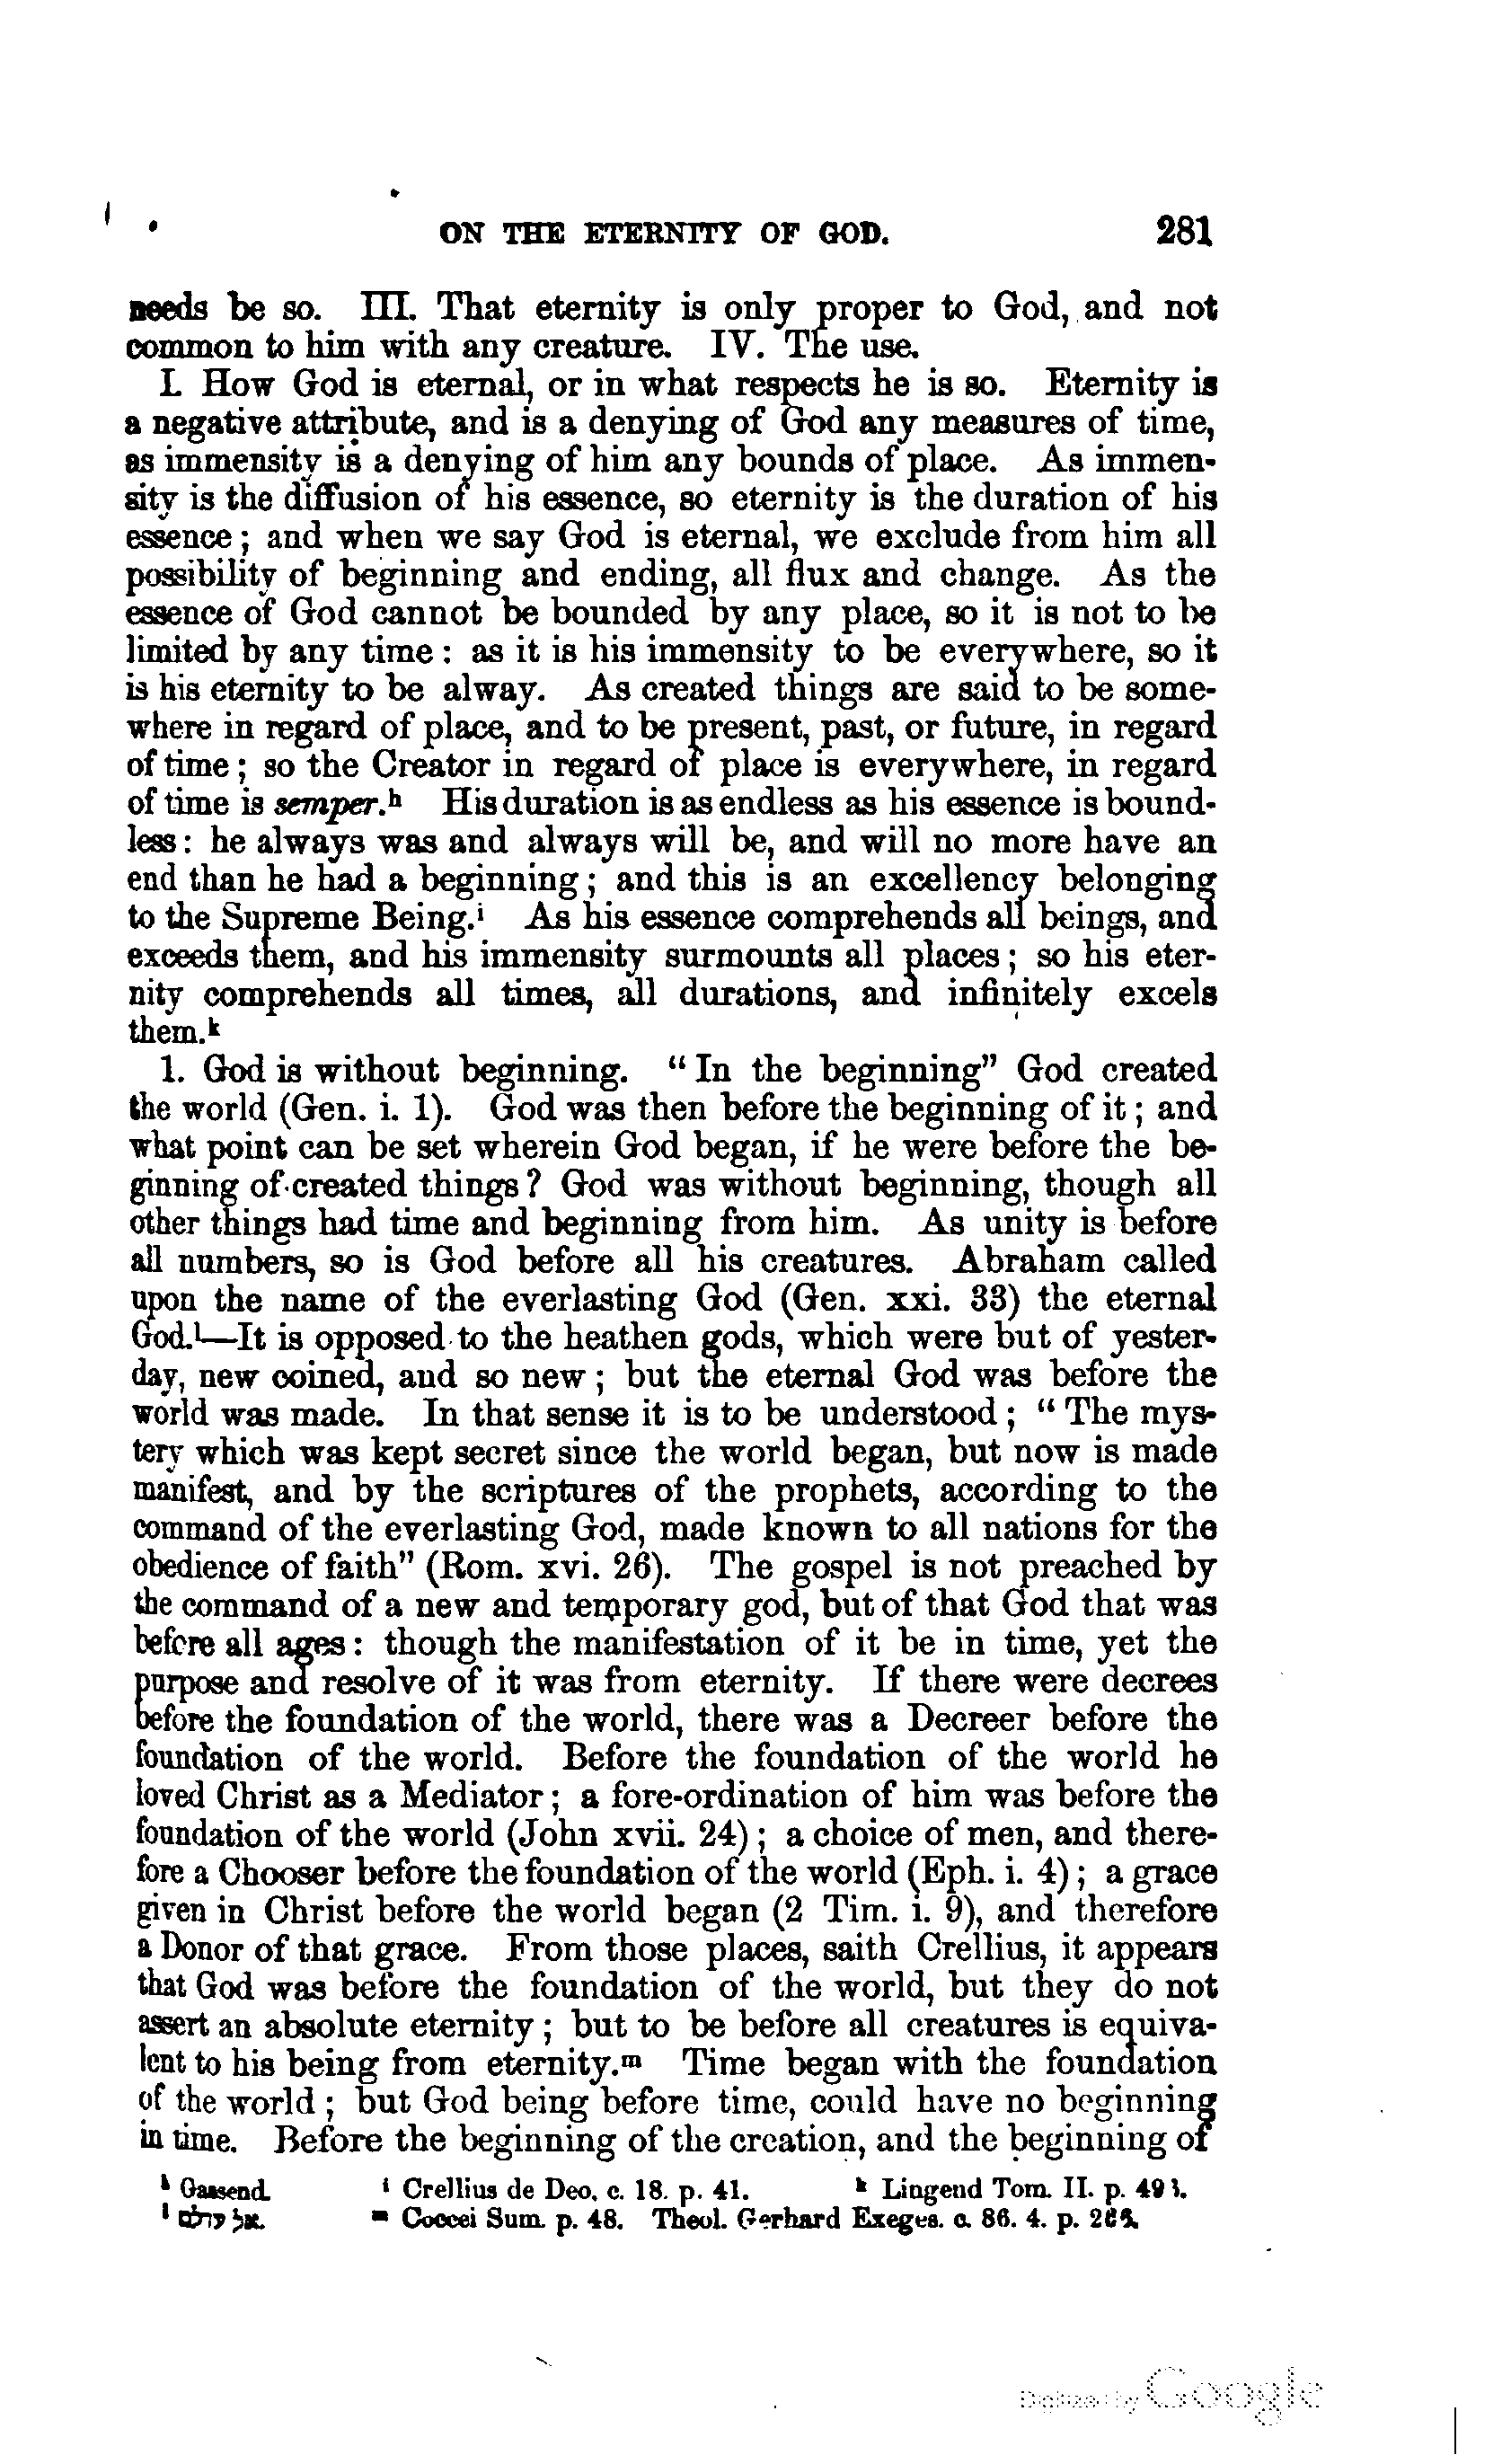 ON THE ETERNITY OF GOD. 281
needs be so. III. That eternity is only proper to God, and not
common to him with any creature. IV. The use.
I. How God is eternal, or in what respects he is so. Eternity is
a negative attribute, and is a denying of God any measures of time,
as immensity is a denying of him any bounds of place. As immen-
sity is the diffusion of his essence, so eternity is the duration of his
essence; and when we say God is eternal, we exclude from him all
possibility of beginning and ending, all flux and change. As the
essence of God cannot be bounded by any place, so it is not to be
limited by any time: as it is his immensity to be everywhere, so it
is his eternity to be alway. As created things are said to be some-
where in regard of place, and to be present, past, or future, in regard
of time; so the Creator in regard of place is everywhere, in regard
of time is semper.h His duration is as endless as his essence is bound-
less: he always was and always will be, and will no more have an
end than he had a beginning; and this is an excellency belonging
to the Supreme Being.i As his essence comprehends all beings, and
exceeds them, and his immensity surmounts all places; so his eter-
nity comprehends all times, all durations, and infinitely excels
them.k
1. God is without beginning. "In the beginning" God created
the world (Gen. i. 1). God was then before the beginning of it; and
what point can be set wherein God began, if he were before the be-
ginning of created things? God was without beginning, though all
other things had time and beginning from him. As unity is before
all numbers, so is God before all his creatures. Abraham called
upon the name of the everlasting God (Gen. xxi. 33) the eternal
God.l—It is opposed to the heathen gods, which were but of yester-
day, new coined, and so new; but the eternal God was before the
world was made. In that sense it is to be understood; "The mys-
tery which was kept secret since the world began, but now is made
manifest, and by the scriptures of the prophets, according to the
command of the everlasting God, made known to all nations for the
obedience of faith" (Rom. xvi. 26). The gospel is not preached by
the command of a new and temporary god, but of that God that was
before all ages: though the manifestation of it be in time, yet the
purpose and resolve of it was from eternity. If there were decrees
before the foundation of the world, there was a Decreer before the
foundation of the world. Before the foundation of the world he
loved Christ as a Mediator; a fore-ordination of him was before the
foundation of the world (John xvii. 24); a choice of men, and there-
fore a Chooser before the foundation of the world (Eph. i. 4); a grace
given in Christ before the world began (2 Tim. i. 9), and therefore
a Donor of that grace. From those places, saith Crellius, it appears
that God was before the foundation of the world, but they do not
assert an absolute eternity; but to be before all creatures is equiva-
lent to his being from eternity.m Time began with the foundation
of the world; but God being before time, could have no beginning
in time. Before the beginning of the creation, and the beginning of
h Gassend. i Crellius de Deo, c. 18. p. 41. k Lingend Tom. II. p. 
l אל עולם. m Coccei Sum. p. 48. Theol. Gerhard Exeges. c. 86. 4. p.
Digitized by Google